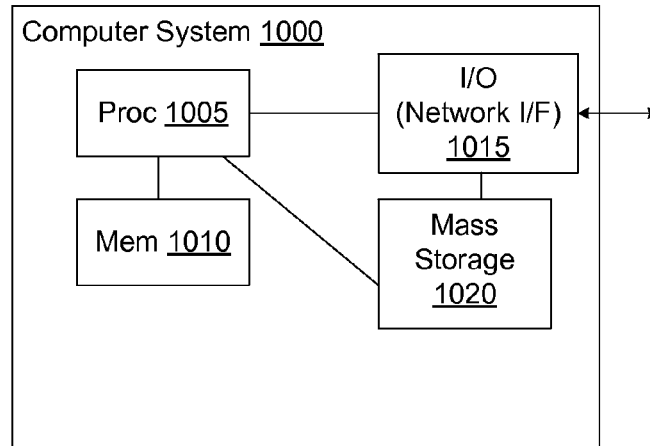 Computer System 1000
Proc 1005
I/O
(Network I/F)
1015
Mem 1010
Mass
Storage
1020